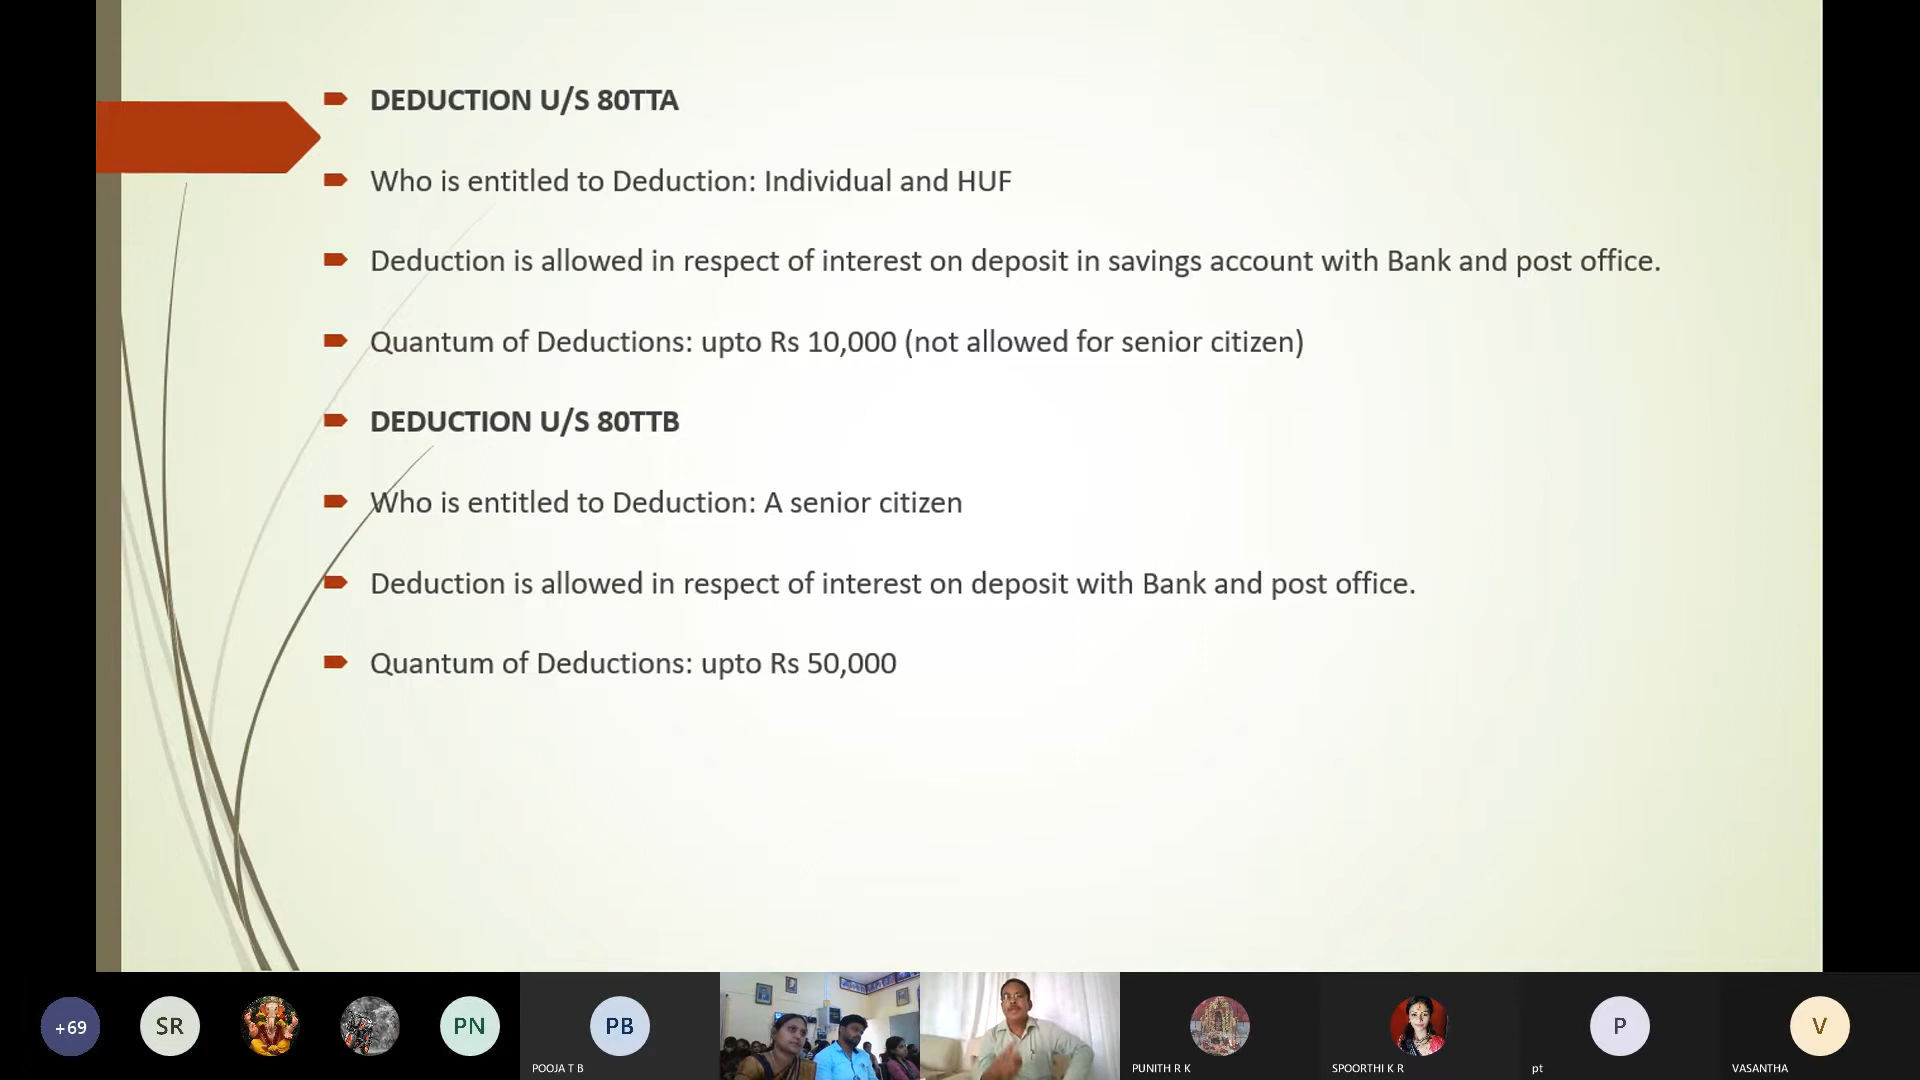 DEDUCTION U/S 80TTA
Who is entitled to Deduction: Individual and HUF
Deduction is allowed in respect of interest on deposit in savings account with Bank and post office.
Quantum of Deductions: upto Rs 10,000 (not allowed for senior citizen)
DEDUCTION U/S 80TTB
Who is entitled to Deduction: A senior citizen
Deduction is allowed in respect of interest on deposit with Bank and post office.
Quantum of Deductions: upto Rs 50,000
+69
SR
PN
PB
P
V
POOJA T B
PUNITH R K
SPOORTHI K R
pt
VASANTHA